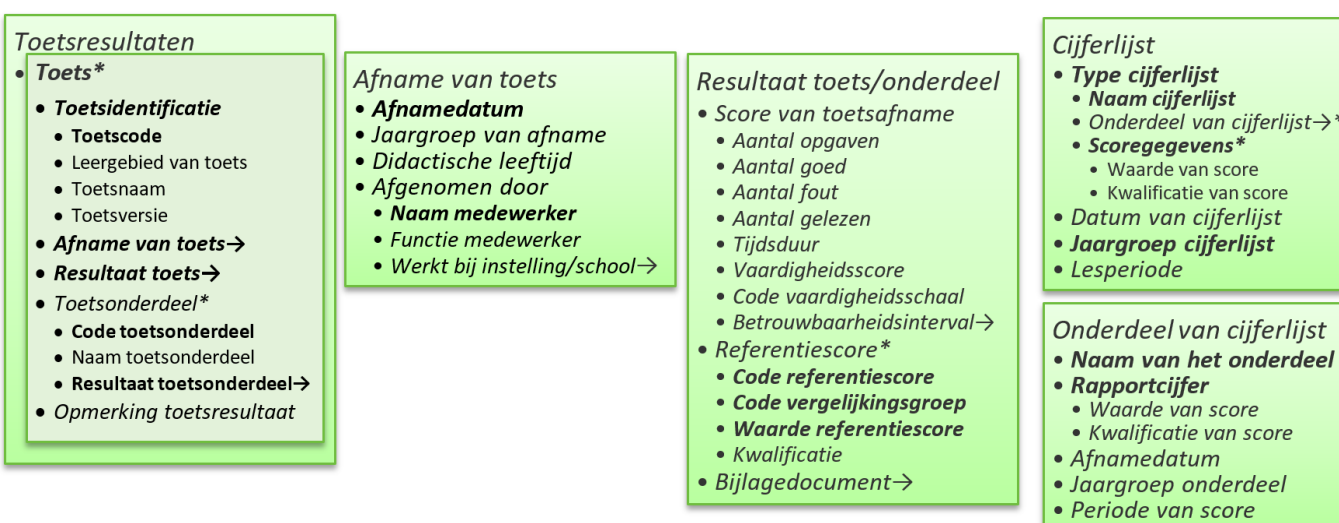 Toetsresultaten
• Toets*
• Toetsidentificatie
• Toetscode
• Leergebied van toets
• Toetsnaam
• Toetsversie
• Afname van toets→
• Resultaat toets→
• Toetsonderdeel*
• Code toetsonderdeel
• Naam toetsonderdeel
• Resultaat toetsonderdeel→
• Opmerking toetsresultaat
Afname van toets
• Afnamedatum
• Jaargroep van afname
• Didactische leeftijd
• Afgenomen door
• Naam medewerker
• Functie medewerker
• Werkt bij instelling/school→
Resultaat toets/onderdeel
• Score van toetsafname
• Aantal opgaven
• Aantal goed
• Aantal fout
• Aantal gelezen
• Tijdsduur
• Vaardigheidsscore
• Code vaardigheidsschaal
• Betrouwbaarheidsinterval→
• Referentiescore*
• Code referentiescore
• Code vergelijkingsgroep
• Waarde referentiescore
• Kwalificatie
• Bijlagedocument→
Cijferlijst
• Type cijferlijst
• Naam cijferlijst
• Onderdeel van cijferlijst→*
• Scoregegevens*
• Waarde van score
• Kwalificatie van score
• Datum van cijferlijst
• Jaargroep cijferlijst
• Lesperiode
Onderdeel van cijferlijst
• Naam van het onderdeel
• Rapportcijfer
• Waarde van score
• Kwalificatie van score
• Afnamedatum
• Jaargroep onderdeel
• Periode van score